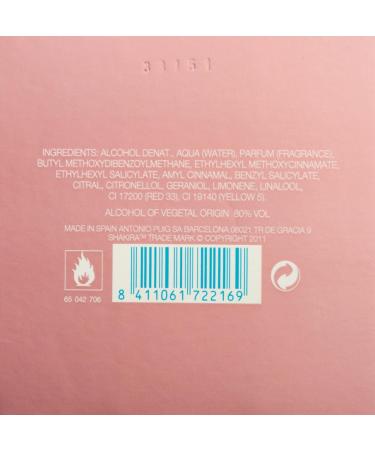 31151
INGREDIENTS: ALCOHOL DENAT., AQUA (WATER), PARFUM (FRAGRANCE),
BUTYL METHOXYDIBENZOYLMETHANE, ETHYLHEXYL METHOXYCINNAMATE,
ETHYLHEXYL SALICYLATE, AMYL CINNAMAL, BENZYL SALICYLATE,
CITRAL, CITRONELLOL, GERANIOL, LIMONENE, LINALOOL,
CI 17200 (RED 33), CI 19140 (YELLOW 5).
ALCOHOL OF VEGETAL ORIGIN 80% VOL
MADE IN SPAIN ANTONIO PUIG SA BARCELONA 08021 TR DE GRACIA 9
SHAKIRA™ TRADE MARK © COPYRIGHT 2011
65 042 706
8 411061 722169